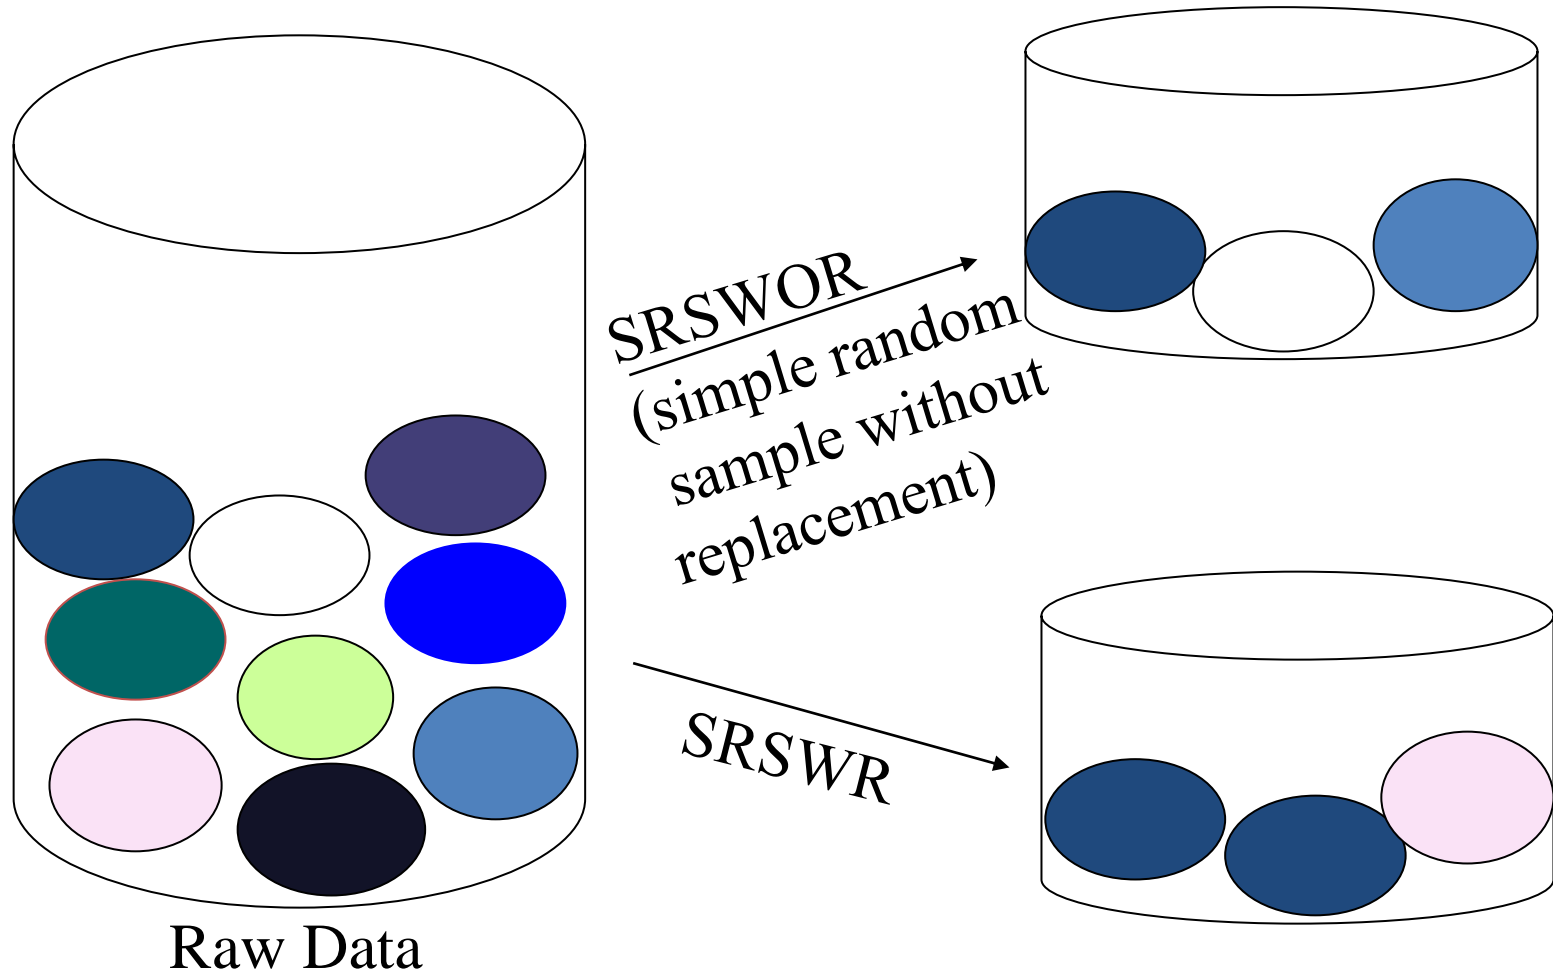 SRSWOR
(simple random
sample without
replacement)
SRSWR
Raw Data